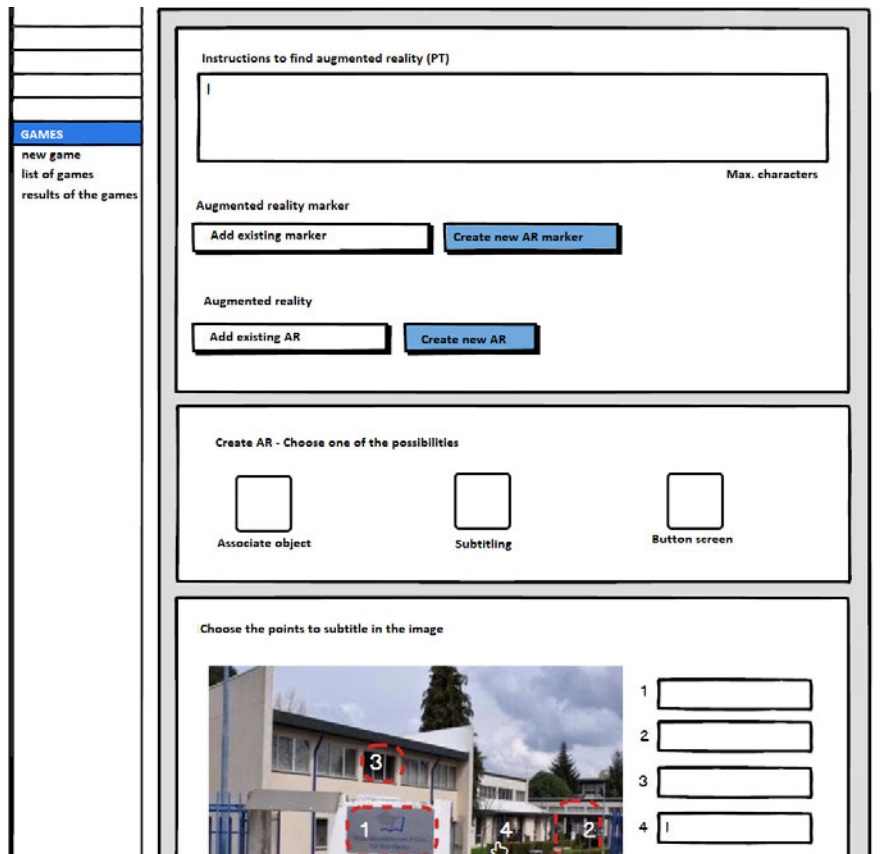 GAMES
new game
list of games
results of the games
Instructions to find augmented reality (PT)
Max. characters
Augmented reality marker
Add existing marker
Create new AR marker
Augmented reality
Add existing AR
Create new AR
Create AR - Choose one of the possibilities
Associate object
Subtitling
Button screen
Choose the points to subtitle in the image
3
1
4
2
1
2
3
4